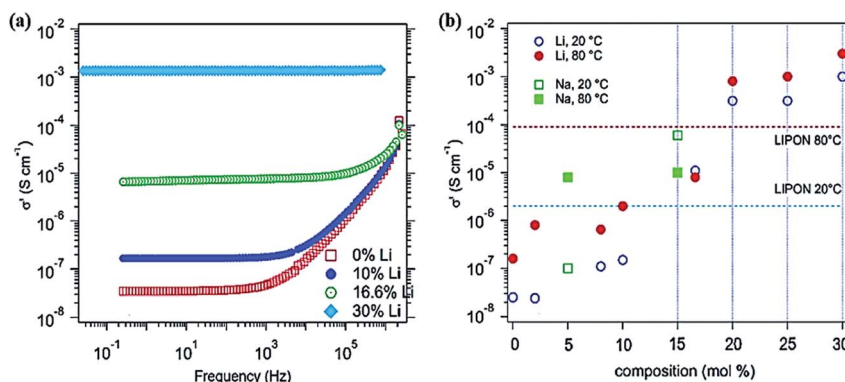 (a)
σ' (S cm⁻¹)
10⁻²
10⁻³
10⁻⁴
10⁻⁵
10⁻⁶
10⁻⁷
10⁻⁸
0% Li
10% Li
16.6% Li
30% Li
10⁻¹ 10¹ 10³ 10⁵
Frequency (Hz)
(b)
σ' (S cm⁻¹)
10⁻²
10⁻³
10⁻⁴
10⁻⁵
10⁻⁶
10⁻⁷
10⁻⁸
Li, 20 °C
Li, 80 °C
Na, 20 °C
Na, 80 °C
LIPON 80°C
LIPON 20°C
0 5 10 15 20 25 30
composition (mol %)